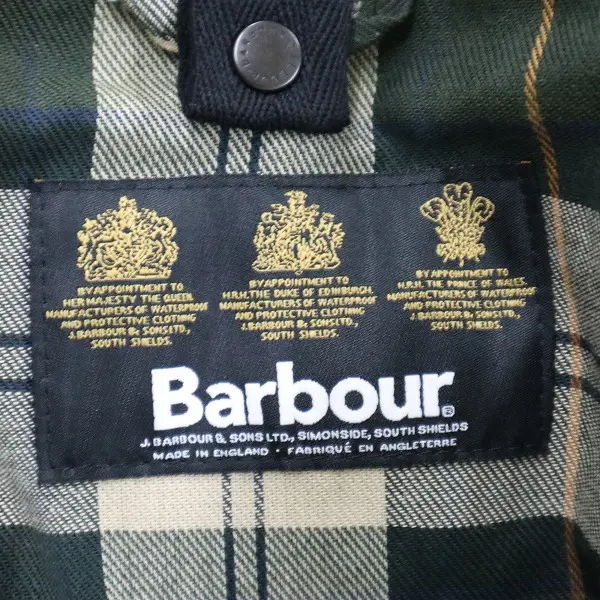 BY APPOINTMENT TO
HER MAJESTY THE QUEEN
MANUFACTURERS OF WATERPROOF
AND PROTECTIVE CLOTHING
J.BARBOUR & SONS LTD,
SOUTH SHIELDS.
BY APPOINTMENT TO
H.R.H. THE DUKE OF EDINBURGH.
MANUFACTURERS OF WATERPROOF
AND PROTECTIVE CLOTHING
J.BARBOUR & SONS LTD,
SOUTH SHIELDS.
BY APPOINTMENT TO
H.R.H. THE PRINCE OF WALES.
MANUFACTURERS OF WATERPROOF
AND PROTECTIVE CLOTHING
J.BARBOUR & SONS LTD,
SOUTH SHIELDS.
Barbour®
J. BARBOUR & SONS LTD., SIMONSIDE, SOUTH SHIELDS
MADE IN ENGLAND · FABRIQUÉ EN ANGLETERRE